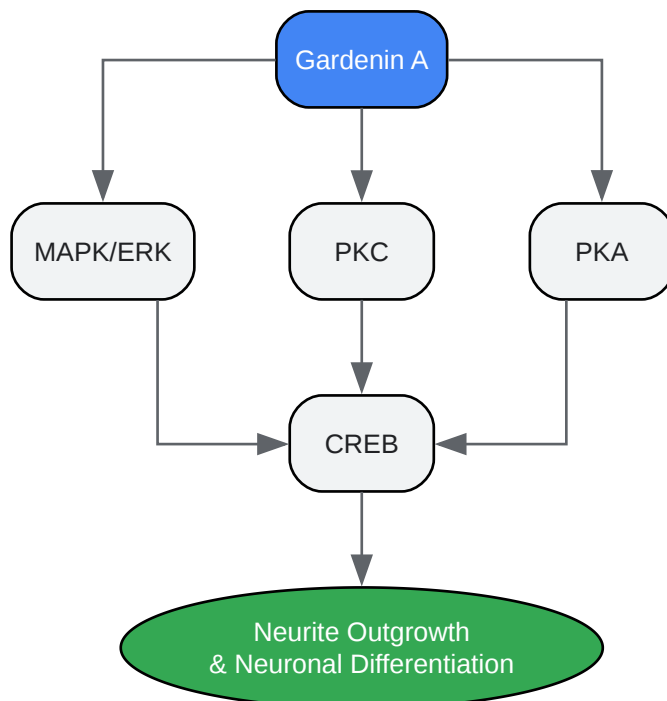 Gardenin A
MAPK/ERK
PKC
PKA
CREB
Neurite Outgrowth
& Neuronal Differentiation